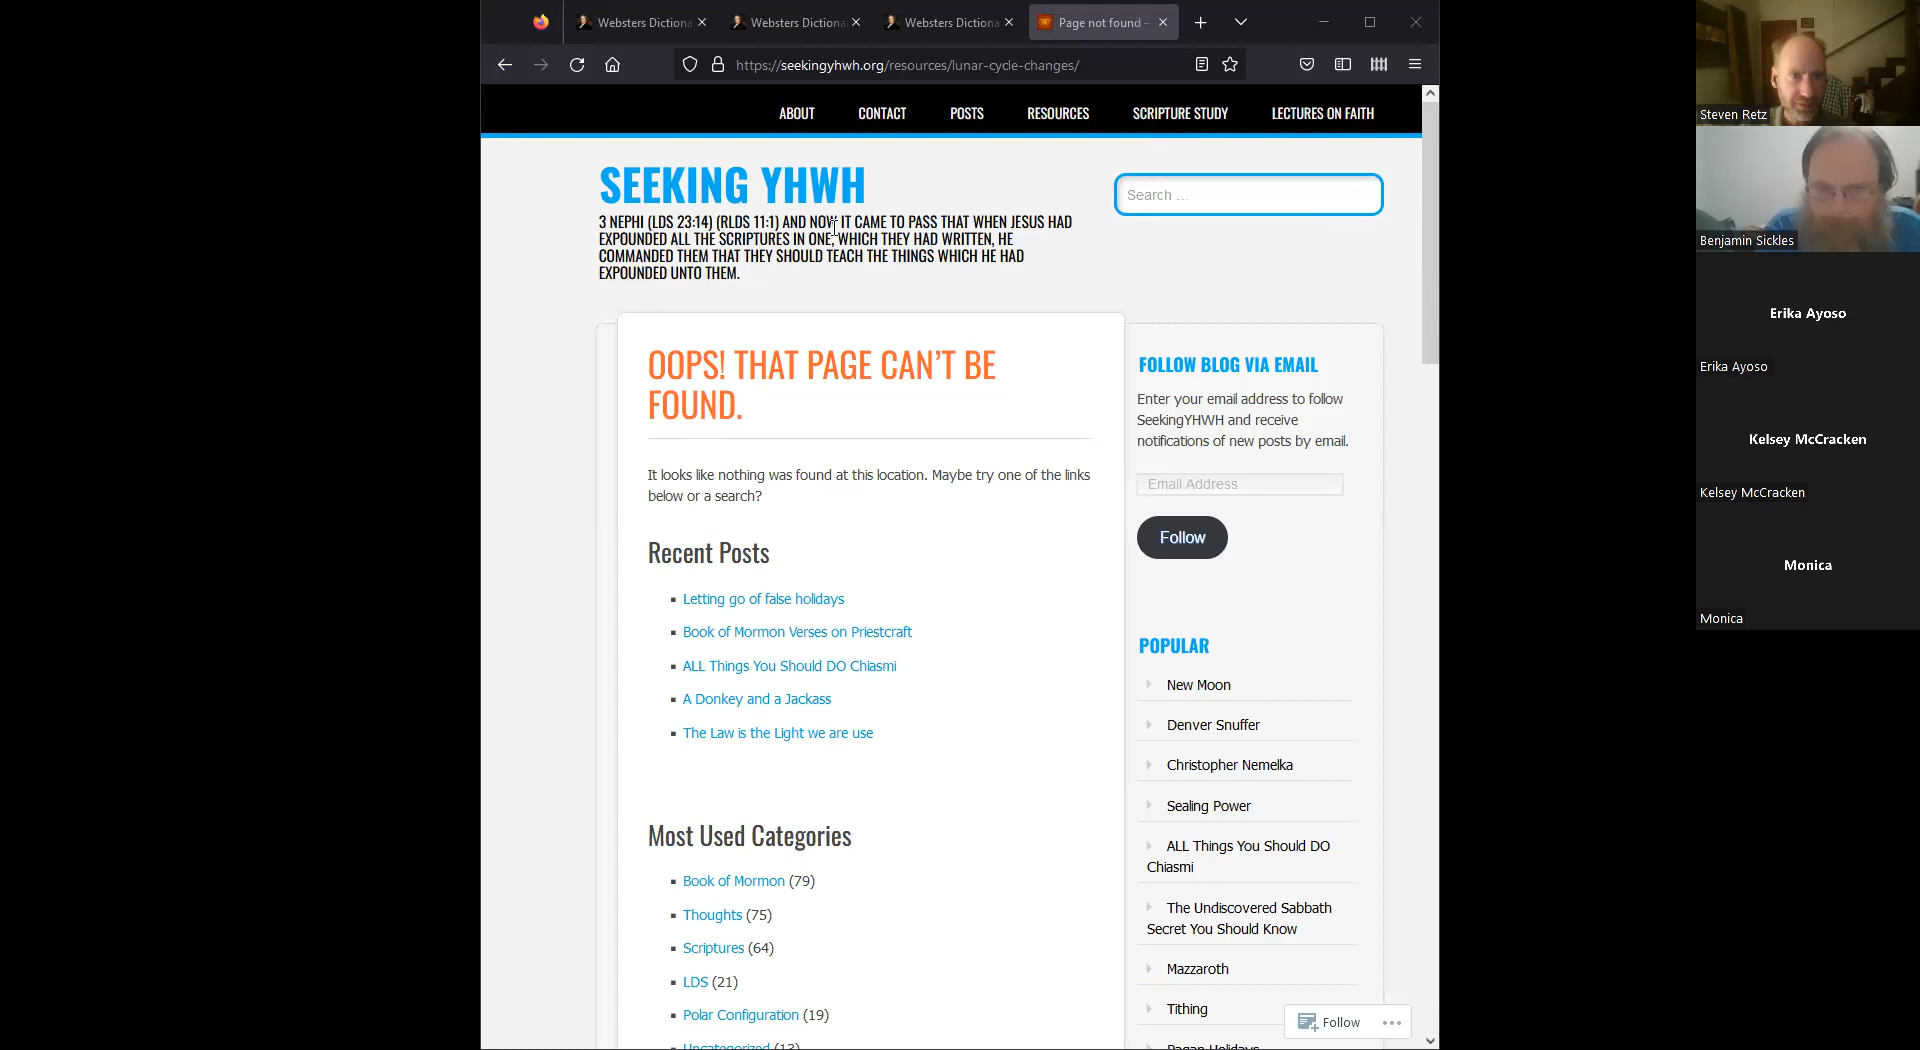 Websters Dictiona
Websters Dictiona
Websters Dictiona
Page not found –
https://seekingyhwh.org/resources/lunar-cycle-changes/
ABOUT
CONTACT
POSTS
RESOURCES
SCRIPTURE STUDY
LECTURES ON FAITH
SEEKING YHWH
3 NEPHI (LDS 23:14) (RLDS 11:1) AND NOW IT CAME TO PASS THAT WHEN JESUS HAD
EXPOUNDED ALL THE SCRIPTURES IN ONE, WHICH THEY HAD WRITTEN, HE
COMMANDED THEM THAT THEY SHOULD TEACH THE THINGS WHICH HE HAD
EXPOUNDED UNTO THEM.
Search …
OOPS! THAT PAGE CAN'T BE
FOUND.
It looks like nothing was found at this location. Maybe try one of the links
below or a search?
Recent Posts
Letting go of false holidays
Book of Mormon Verses on Priestcraft
ALL Things You Should DO Chiasmi
A Donkey and a Jackass
The Law is the Light we are use
Most Used Categories
Book of Mormon (79)
Thoughts (75)
Scriptures (64)
LDS (21)
Polar Configuration (19)
Uncategorized (13)
FOLLOW BLOG VIA EMAIL
Enter your email address to follow
SeekingYHWH and receive
notifications of new posts by email.
Email Address
Follow
POPULAR
New Moon
Denver Snuffer
Christopher Nemelka
Sealing Power
ALL Things You Should DO
Chiasmi
The Undiscovered Sabbath
Secret You Should Know
Mazzaroth
Tithing
Pagan Holidays
Follow
Steven Retz
Benjamin Sickles
Erika Ayoso
Erika Ayoso
Kelsey McCracken
Kelsey McCracken
Monica
Monica